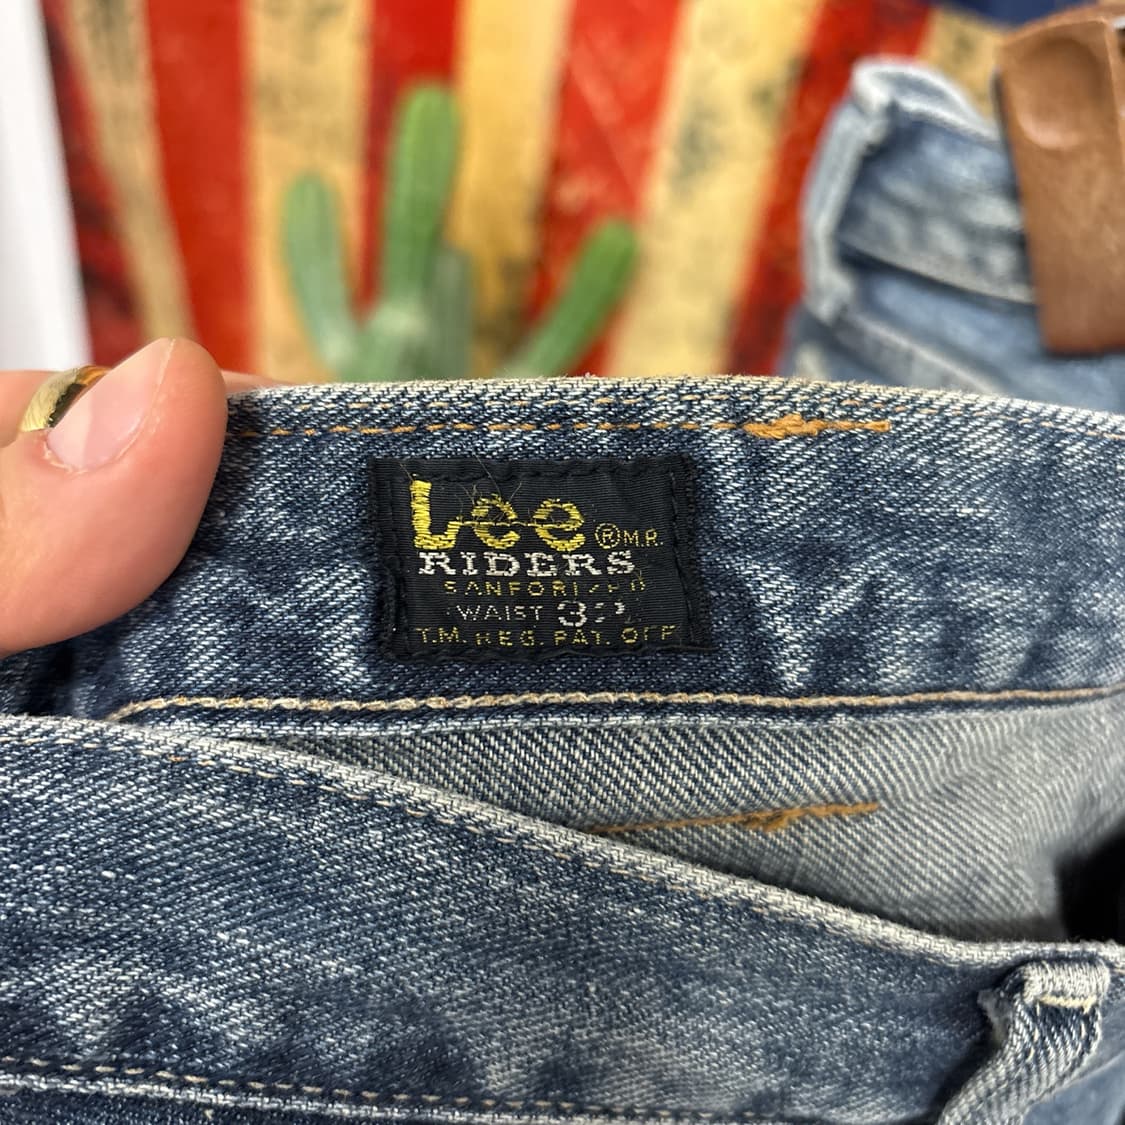 Lee ® M.R.
RIDERS
SANFORIZED
WAIST 32
T.M. REG. PAT. OFF